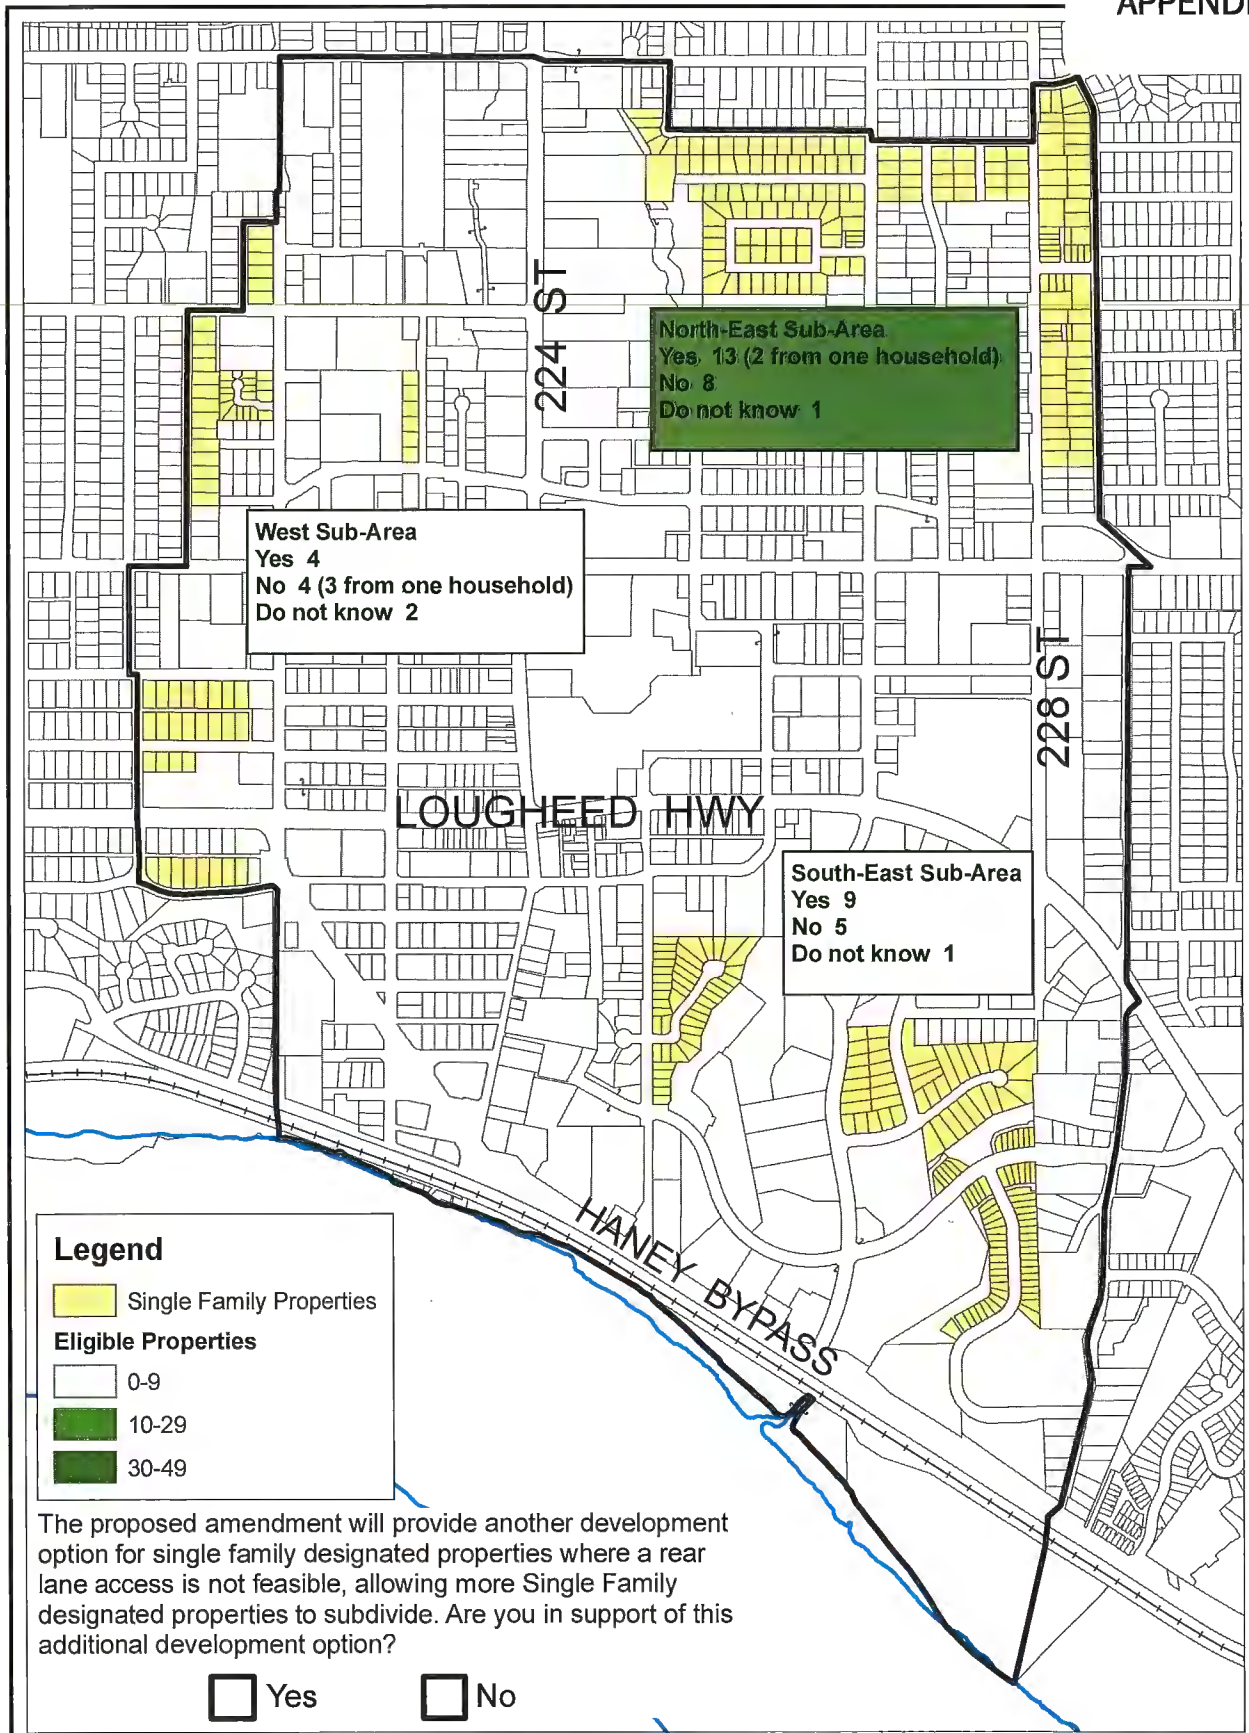 APPENDI
224 ST
North-East Sub-Area
Yes 13 (2 from one household)
No 8
Do not know 1
West Sub-Area
Yes 4
No 4 (3 from one household)
Do not know 2
228 ST
LOUGHEED HWY
South-East Sub-Area
Yes 9
No 5
Do not know 1
HANEY BYPASS
Legend
Single Family Properties
Eligible Properties
0-9
10-29
30-49
The proposed amendment will provide another development
option for single family designated properties where a rear
lane access is not feasible, allowing more Single Family
designated properties to subdivide. Are you in support of this
additional development option?
Yes No